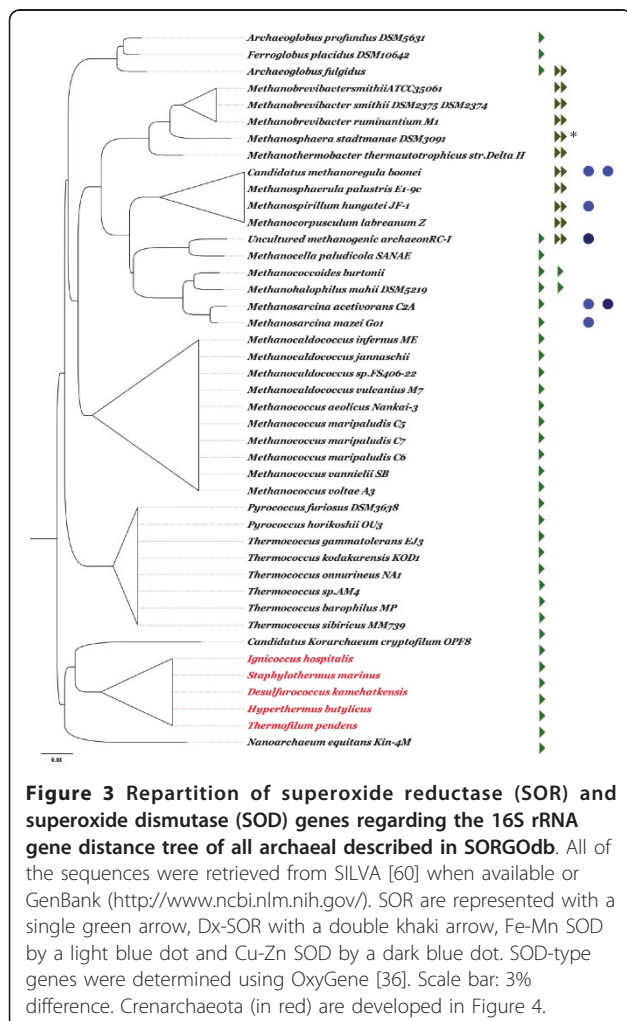 Archaeoglobus profundus DSM5631
Ferroglobus placidus DSM10642
Archaeoglobus fulgidus
MethanobrevibactersmithiiATCC35061
Methanobrevibacter smithii DSM2375 DSM2374
Methanobrevibacter ruminantium M1
Methanosphaera stadtmanae DSM3091 *
Methanothermobacter thermautotrophicus str.Delta H
Candidatus methanoregula boonei
Methanosphaerula palustris E1-9c
Methanospirillum hungatei JF-1
Methanocorpusculum labreanum Z
Uncultured methanogenic archaeonRC-I
Methanocella paludicola SANAE
Methanococcoides burtonii
Methanohalophilus mahii DSM5219
Methanosarcina acetivorans C2A
Methanosarcina mazei Go1
Methanocaldococcus infernus ME
Methanocaldococcus jannaschii
Methanocaldococcus sp.FS406-22
Methanocaldococcus vulcanius M7
Methanococcus aeolicus Nankai-3
Methanococcus maripaludis C5
Methanococcus maripaludis C7
Methanococcus maripaludis C6
Methanococcus vannielii SB
Methanococcus voltae A3
Pyrococcus furiosus DSM3638
Pyrococcus horikoshii OU3
Thermococcus gammatolerans EJ3
Thermococcus kodakarensis KOD1
Thermococcus onnurineus NA1
Thermococcus sp.AM4
Thermococcus barophilus MP
Thermococcus sibiricus MM739
Candidatus Korarchaeum cryptofilum OPF8
Ignicoccus hospitalis
Staphylothermus marinus
Desulfurococcus kamchatkensis
Hyperthermus butylicus
Thermofilum pendens
Nanoarchaeum equitans Kin-4M
0.03
Figure 3 Repartition of superoxide reductase (SOR) and
superoxide dismutase (SOD) genes regarding the 16S rRNA
gene distance tree of all archaeal described in SORGOdb. All of
the sequences were retrieved from SILVA [60] when available or
GenBank (http://www.ncbi.nlm.nih.gov/). SOR are represented with a
single green arrow, Dx-SOR with a double khaki arrow, Fe-Mn SOD
by a light blue dot and Cu-Zn SOD by a dark blue dot. SOD-type
genes were determined using OxyGene [36]. Scale bar: 3%
difference. Crenarchaeota (in red) are developed in Figure 4.